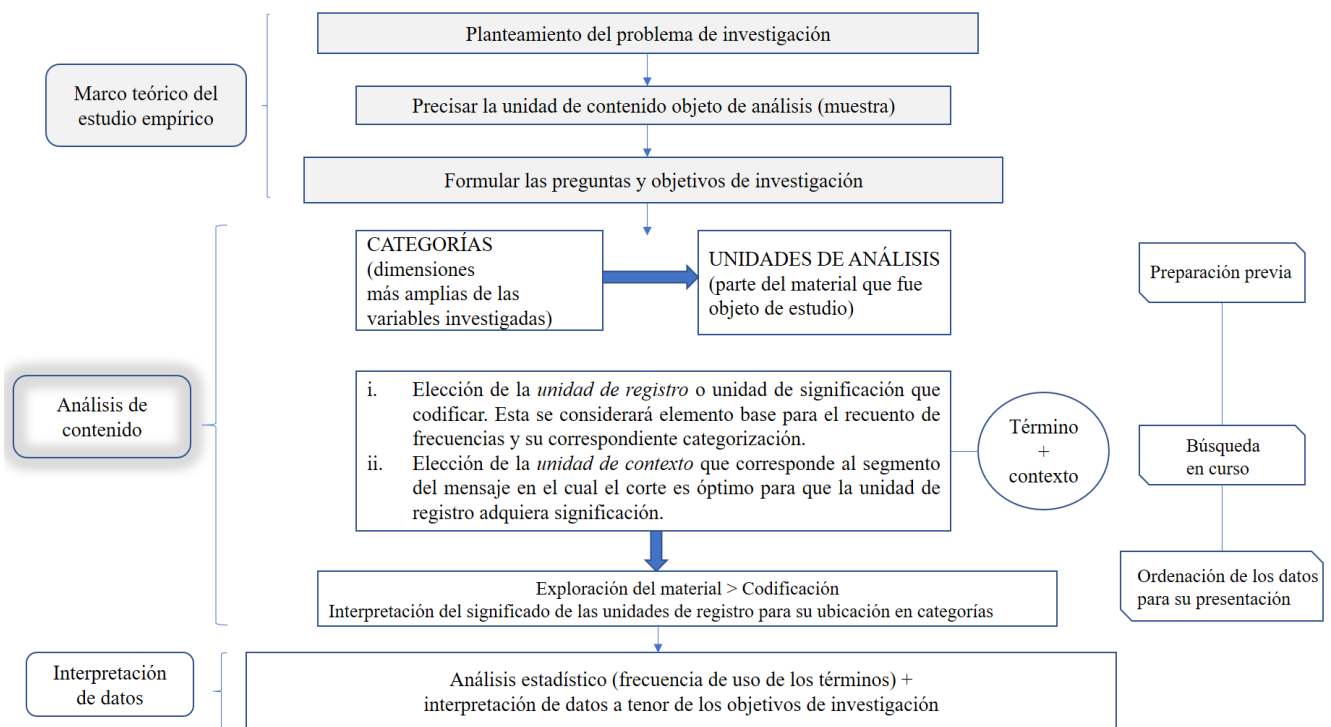 Planteamiento del problema de investigación
Marco teórico del
estudio empírico
Precisar la unidad de contenido objeto de análisis (muestra)
Formular las preguntas y objetivos de investigación
CATEGORÍAS
(dimensiones
más amplias de las
variables investigadas)
UNIDADES DE ANÁLISIS
(parte del material que fue
objeto de estudio)
Preparación previa
Análisis de
contenido
i. Elección de la unidad de registro o unidad de significación que
codificar. Esta se considerará elemento base para el recuento de
frecuencias y su correspondiente categorización.
ii. Elección de la unidad de contexto que corresponde al segmento
del mensaje en el cual el corte es óptimo para que la unidad de
registro adquiera significación.
Término
+
contexto
Búsqueda
en curso
Exploración del material > Codificación
Interpretación del significado de las unidades de registro para su ubicación en categorías
Ordenación de los datos
para su presentación
Interpretación
de datos
Análisis estadístico (frecuencia de uso de los términos) +
interpretación de datos a tenor de los objetivos de investigación